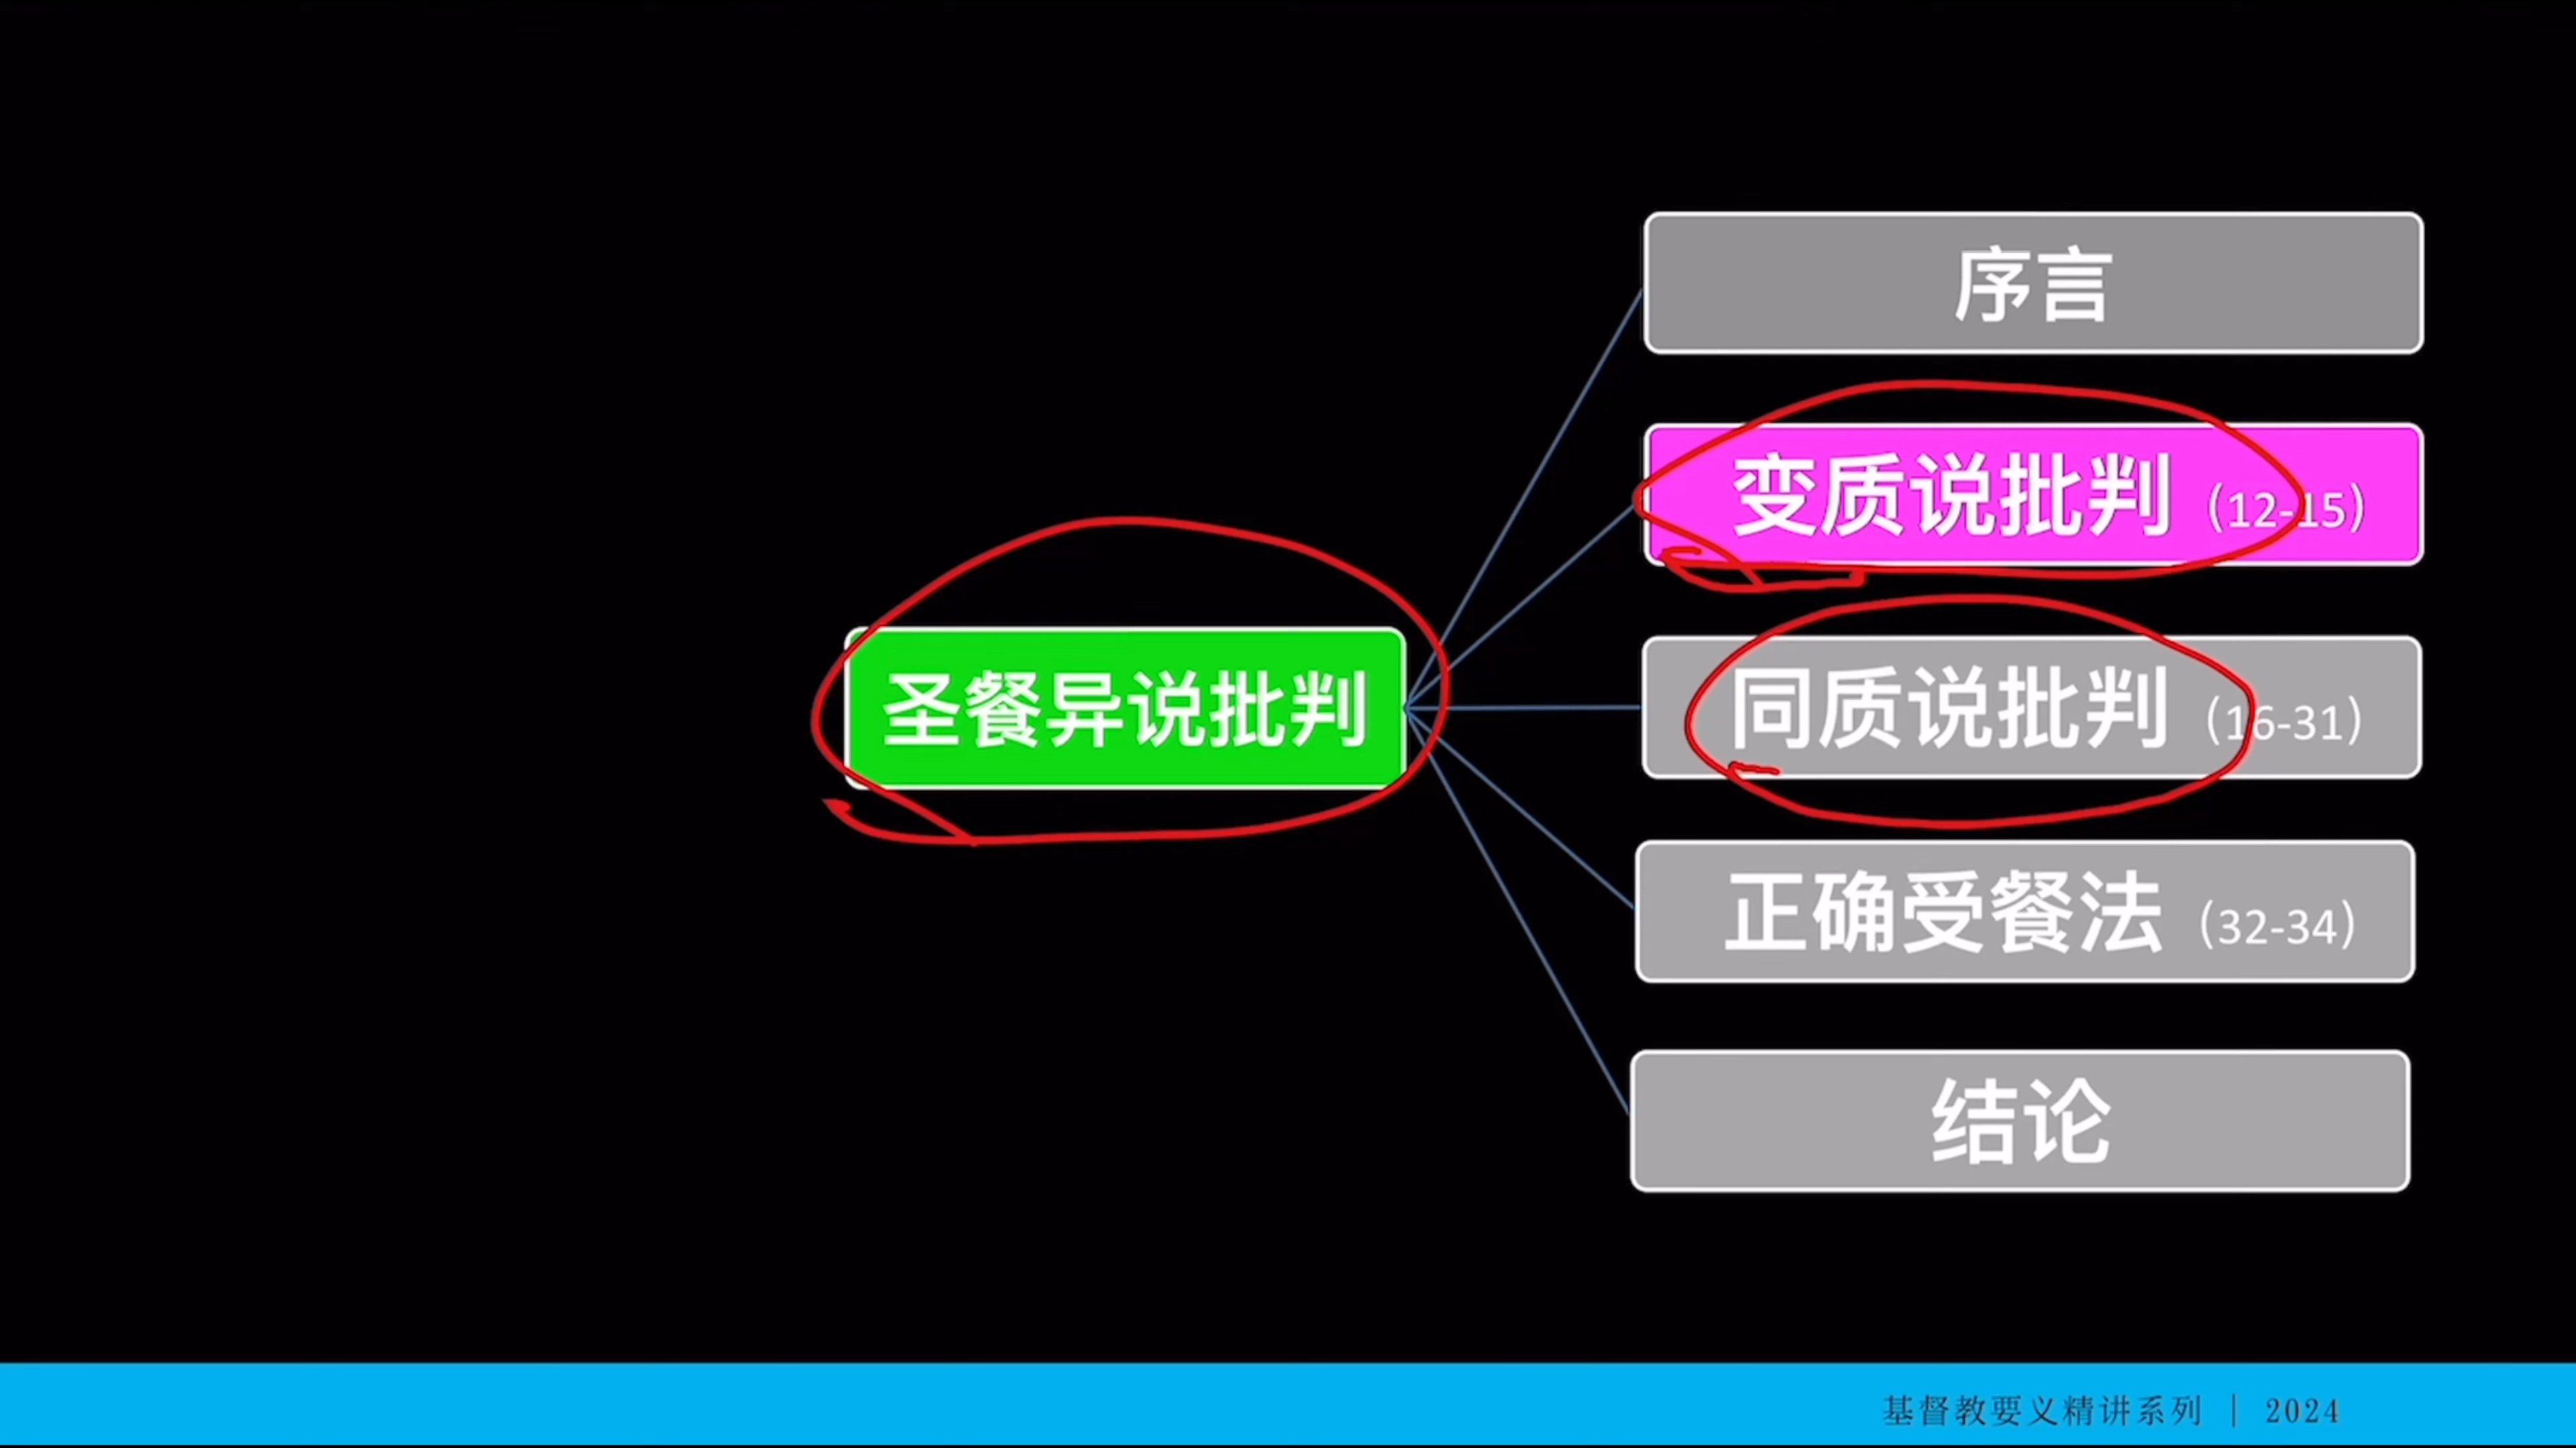 序言
变质说批判 (12-15)
同质说批判 (16-31)
圣餐异说批判
正确受餐法 (32-34)
结论
基督教要义精讲系列 | 2024